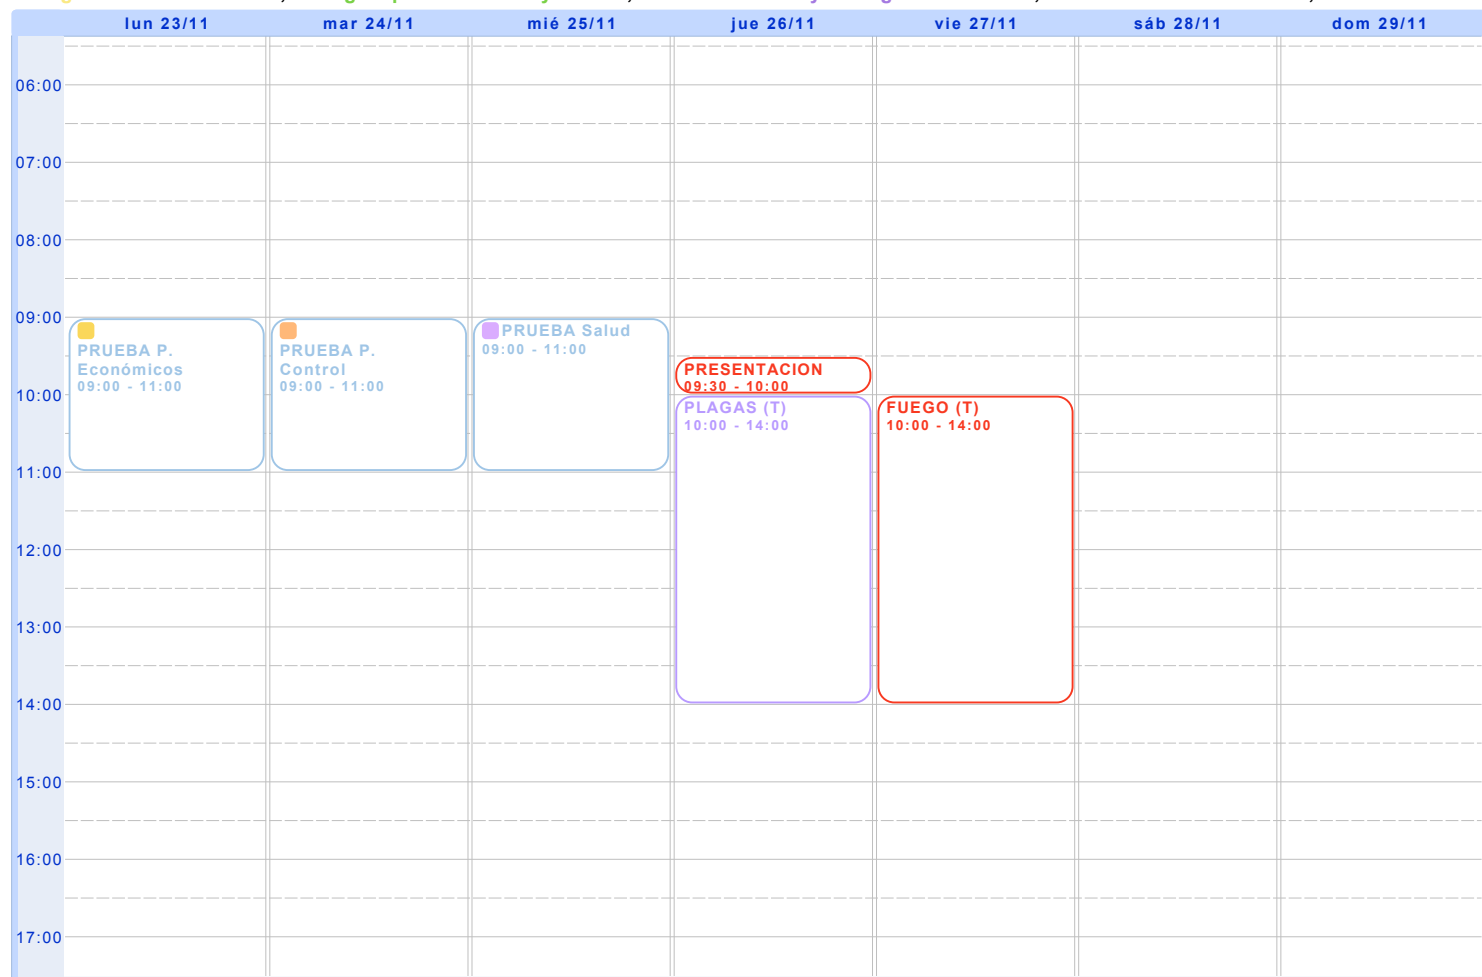 lun 23/11
mar 24/11
mié 25/11
jue 26/11
vie 27/11
sáb 28/11
dom 29/11
06:00
07:00
08:00
09:00
10:00
11:00
12:00
13:00
14:00
15:00
16:00
17:00
PRUEBA P.
Económicos
09:00 - 11:00
PRUEBA P.
Control
09:00 - 11:00
PRUEBA Salud
09:00 - 11:00
PRESENTACION
09:30 - 10:00
PLAGAS (T)
10:00 - 14:00
FUEGO (T)
10:00 - 14:00